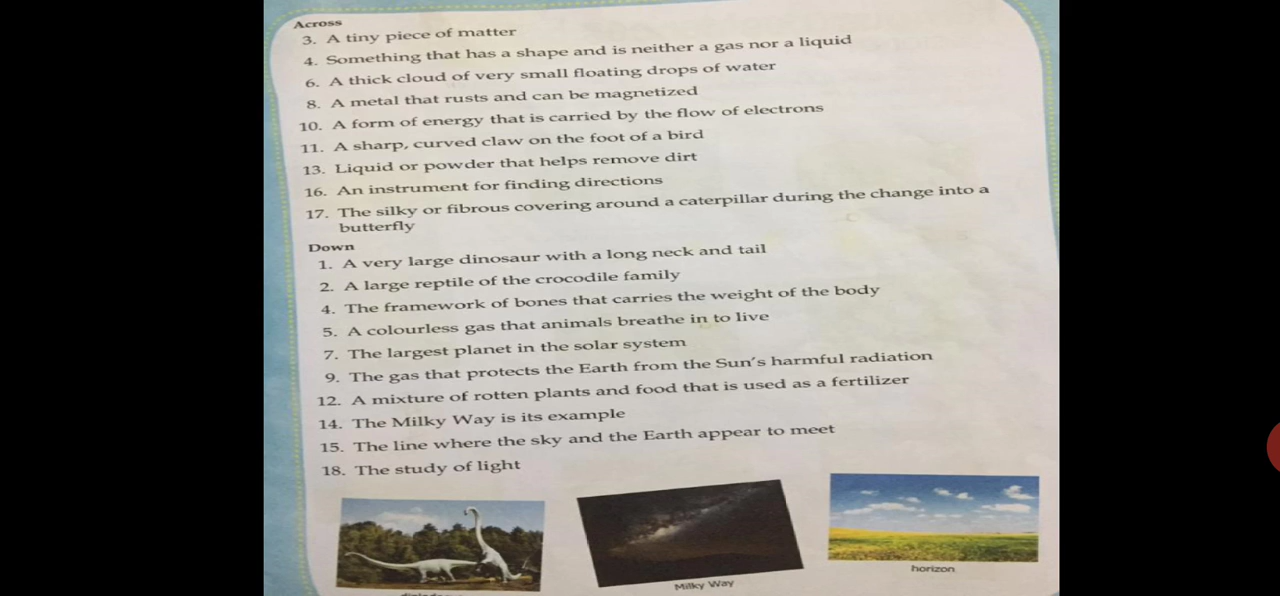 Across
3. A tiny piece of matter
4. Something that has a shape and is neither a gas nor a liquid
6. A thick cloud of very small floating drops of water
8. A metal that rusts and can be magnetized
10. A form of energy that is carried by the flow of electrons
11. A sharp, curved claw on the foot of a bird
13. Liquid or powder that helps remove dirt
16. An instrument for finding directions
17. The silky or fibrous covering around a caterpillar during the change into a
butterfly
Down
1. A very large dinosaur with a long neck and tail
2. A large reptile of the crocodile family
4. The framework of bones that carries the weight of the body
5. A colourless gas that animals breathe in to live
7. The largest planet in the solar system
9. The gas that protects the Earth from the Sun's harmful radiation
12. A mixture of rotten plants and food that is used as a fertilizer
14. The Milky Way is its example
15. The line where the sky and the Earth appear to meet
18. The study of light
Milky Way
horizon